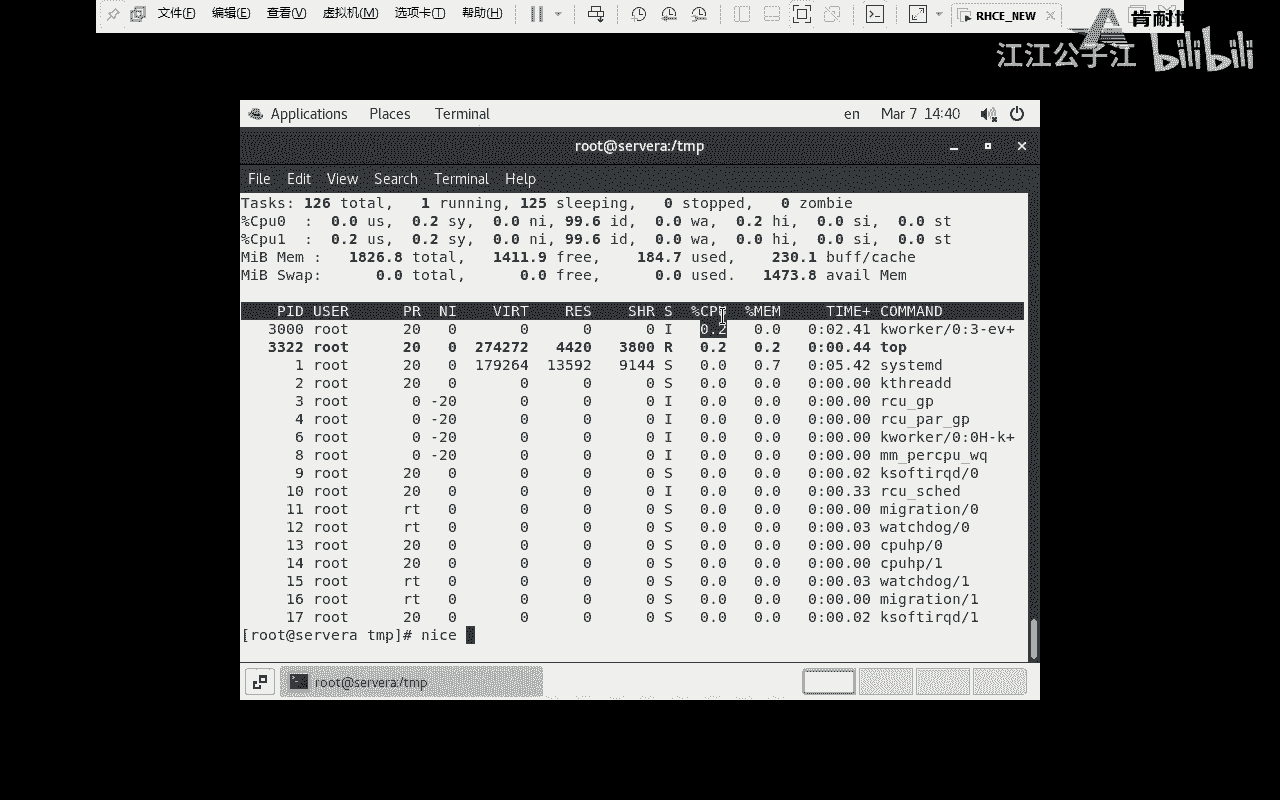 文件(F) 编辑(E) 查看(V) 虚拟机(M) 选项卡(T) 帮助(H) RHCE_NEW
肯耐博
江江公子江 bilibili
Applications Places Terminal en Mar 7 14:40
root@servera:/tmp
File Edit View Search Terminal Help
Tasks: 126 total, 1 running, 125 sleeping, 0 stopped, 0 zombie
%Cpu0 : 0.0 us, 0.2 sy, 0.0 ni, 99.6 id, 0.0 wa, 0.2 hi, 0.0 si, 0.0 st
%Cpu1 : 0.2 us, 0.2 sy, 0.0 ni, 99.6 id, 0.0 wa, 0.0 hi, 0.0 si, 0.0 st
MiB Mem : 1826.8 total, 1411.9 free, 184.7 used, 230.1 buff/cache
MiB Swap: 0.0 total, 0.0 free, 0.0 used. 1473.8 avail Mem
PID USER PR NI VIRT RES SHR S %CPU %MEM TIME+ COMMAND
3000 root 20 0 0 0 0 I 0.2 0.0 0:02.41 kworker/0:3-ev+
3322 root 20 0 274272 4420 3800 R 0.2 0.2 0:00.44 top
1 root 20 0 179264 13592 9144 S 0.0 0.7 0:05.42 systemd
2 root 20 0 0 0 0 S 0.0 0.0 0:00.00 kthreadd
3 root 0 -20 0 0 0 I 0.0 0.0 0:00.00 rcu_gp
4 root 0 -20 0 0 0 I 0.0 0.0 0:00.00 rcu_par_gp
6 root 0 -20 0 0 0 I 0.0 0.0 0:00.00 kworker/0:0H-k+
8 root 0 -20 0 0 0 I 0.0 0.0 0:00.00 mm_percpu_wq
9 root 20 0 0 0 0 S 0.0 0.0 0:00.02 ksoftirqd/0
10 root 20 0 0 0 0 I 0.0 0.0 0:00.33 rcu_sched
11 root rt 0 0 0 0 S 0.0 0.0 0:00.00 migration/0
12 root rt 0 0 0 0 S 0.0 0.0 0:00.03 watchdog/0
13 root 20 0 0 0 0 S 0.0 0.0 0:00.00 cpuhp/0
14 root 20 0 0 0 0 S 0.0 0.0 0:00.00 cpuhp/1
15 root rt 0 0 0 0 S 0.0 0.0 0:00.03 watchdog/1
16 root rt 0 0 0 0 S 0.0 0.0 0:00.00 migration/1
17 root 20 0 0 0 0 S 0.0 0.0 0:00.02 ksoftirqd/1
[root@servera tmp]# nice
root@servera:/tmp